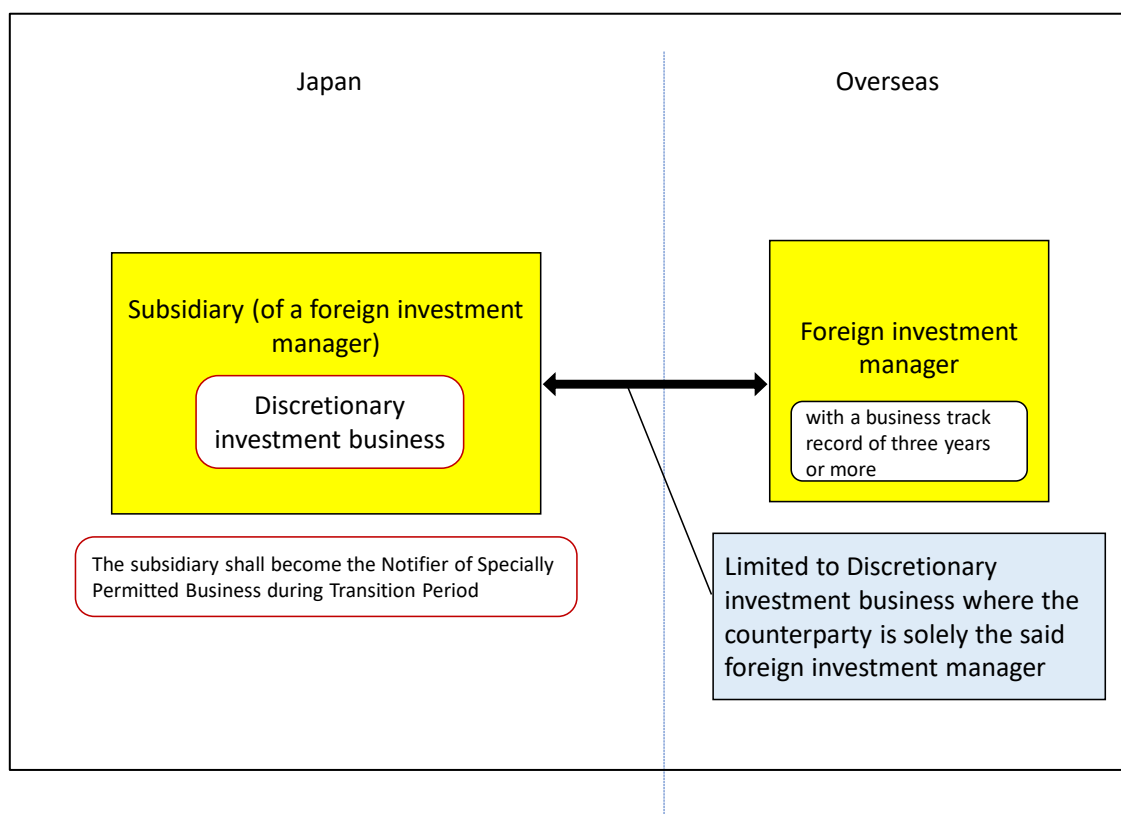 Japan
Overseas
Subsidiary (of a foreign investment
manager)
Discretionary
investment business
The subsidiary shall become the Notifier of Specially
Permitted Business during Transition Period
Foreign investment
manager
with a business track
record of three years
or more
Limited to Discretionary
investment business where the
counterparty is solely the said
foreign investment manager